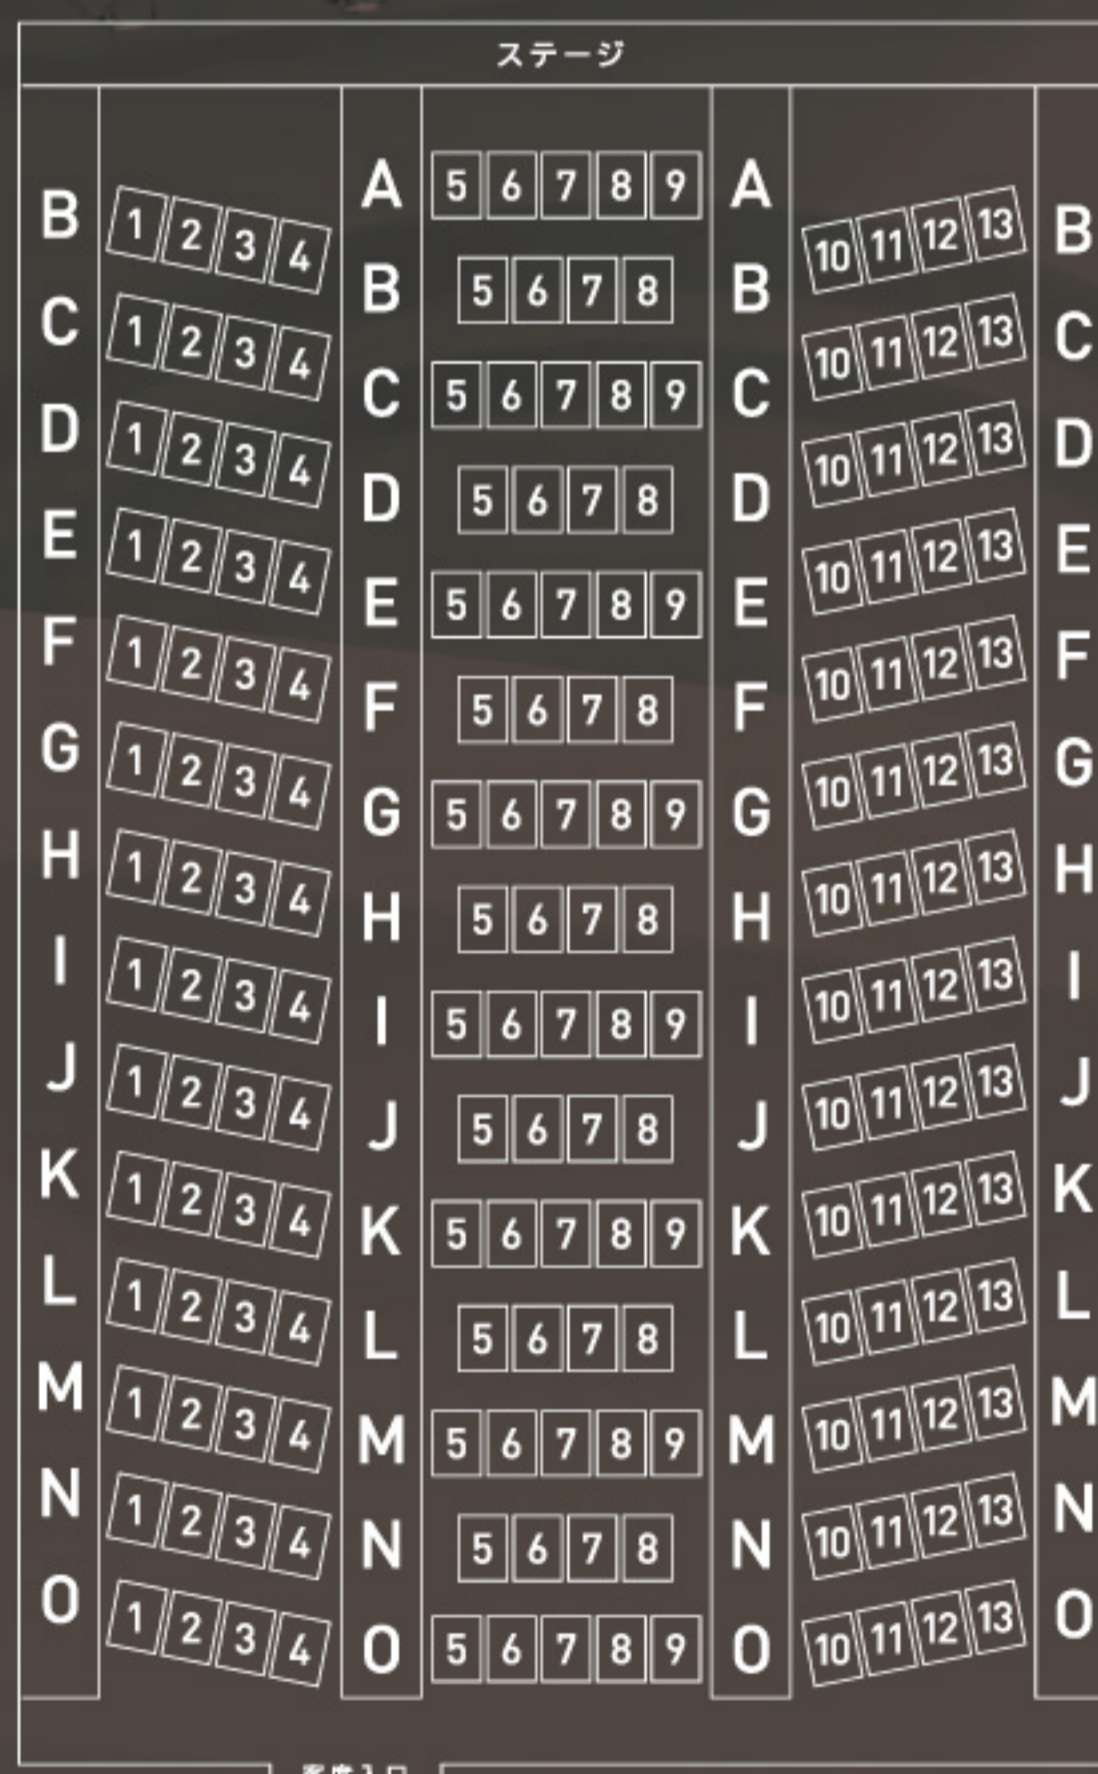 ステージ
A 5 6 7 8 9 A
B 1 2 3 4 B 5 6 7 8 B 10 11 12 13 B
C 1 2 3 4 C 5 6 7 8 9 C 10 11 12 13 C
D 1 2 3 4 D 5 6 7 8 D 10 11 12 13 D
E 1 2 3 4 E 5 6 7 8 9 E 10 11 12 13 E
F 1 2 3 4 F 5 6 7 8 F 10 11 12 13 F
G 1 2 3 4 G 5 6 7 8 9 G 10 11 12 13 G
H 1 2 3 4 H 5 6 7 8 H 10 11 12 13 H
I 1 2 3 4 I 5 6 7 8 9 I 10 11 12 13 I
J 1 2 3 4 J 5 6 7 8 J 10 11 12 13 J
K 1 2 3 4 K 5 6 7 8 9 K 10 11 12 13 K
L 1 2 3 4 L 5 6 7 8 L 10 11 12 13 L
M 1 2 3 4 M 5 6 7 8 9 M 10 11 12 13 M
N 1 2 3 4 N 5 6 7 8 N 10 11 12 13 N
O 1 2 3 4 O 5 6 7 8 9 O 10 11 12 13 O